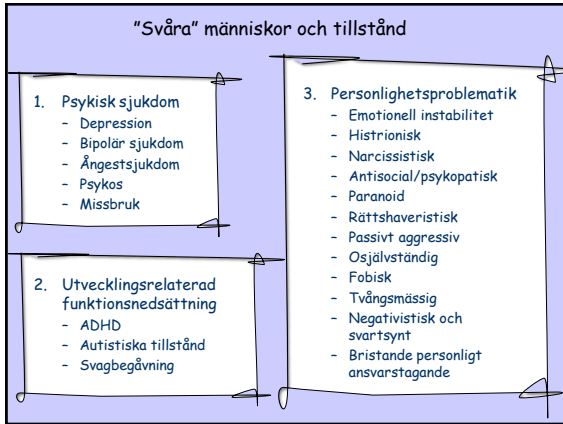 ”Svåra” människor och tillstånd
1. Psykisk sjukdom
– Depression
– Bipolär sjukdom
– Ångestsjukdom
– Psykos
– Missbruk
2. Utvecklingsrelaterad
funktionsnedsättning
– ADHD
– Autistiska tillstånd
– Svagbegåvning
3. Personlighetsproblematik
– Emotionell instabilitet
– Histrionisk
– Narcissistisk
– Antisocial/psykopatisk
– Paranoid
– Rättshaveristisk
– Passivt aggressiv
– Osjälvständig
– Fobisk
– Tvångsmässig
– Negativistisk och
svartsynt
– Bristande personligt
ansvarstagande